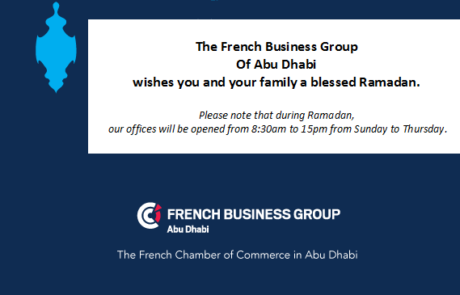 The French Business Group
Of Abu Dhabi
wishes you and your family a blessed Ramadan.
Please note that during Ramadan,
our offices will be opened from 8:30am to 15pm from Sunday to Thursday.
CCI FRENCH BUSINESS GROUP
Abu Dhabi
The French Chamber of Commerce in Abu Dhabi